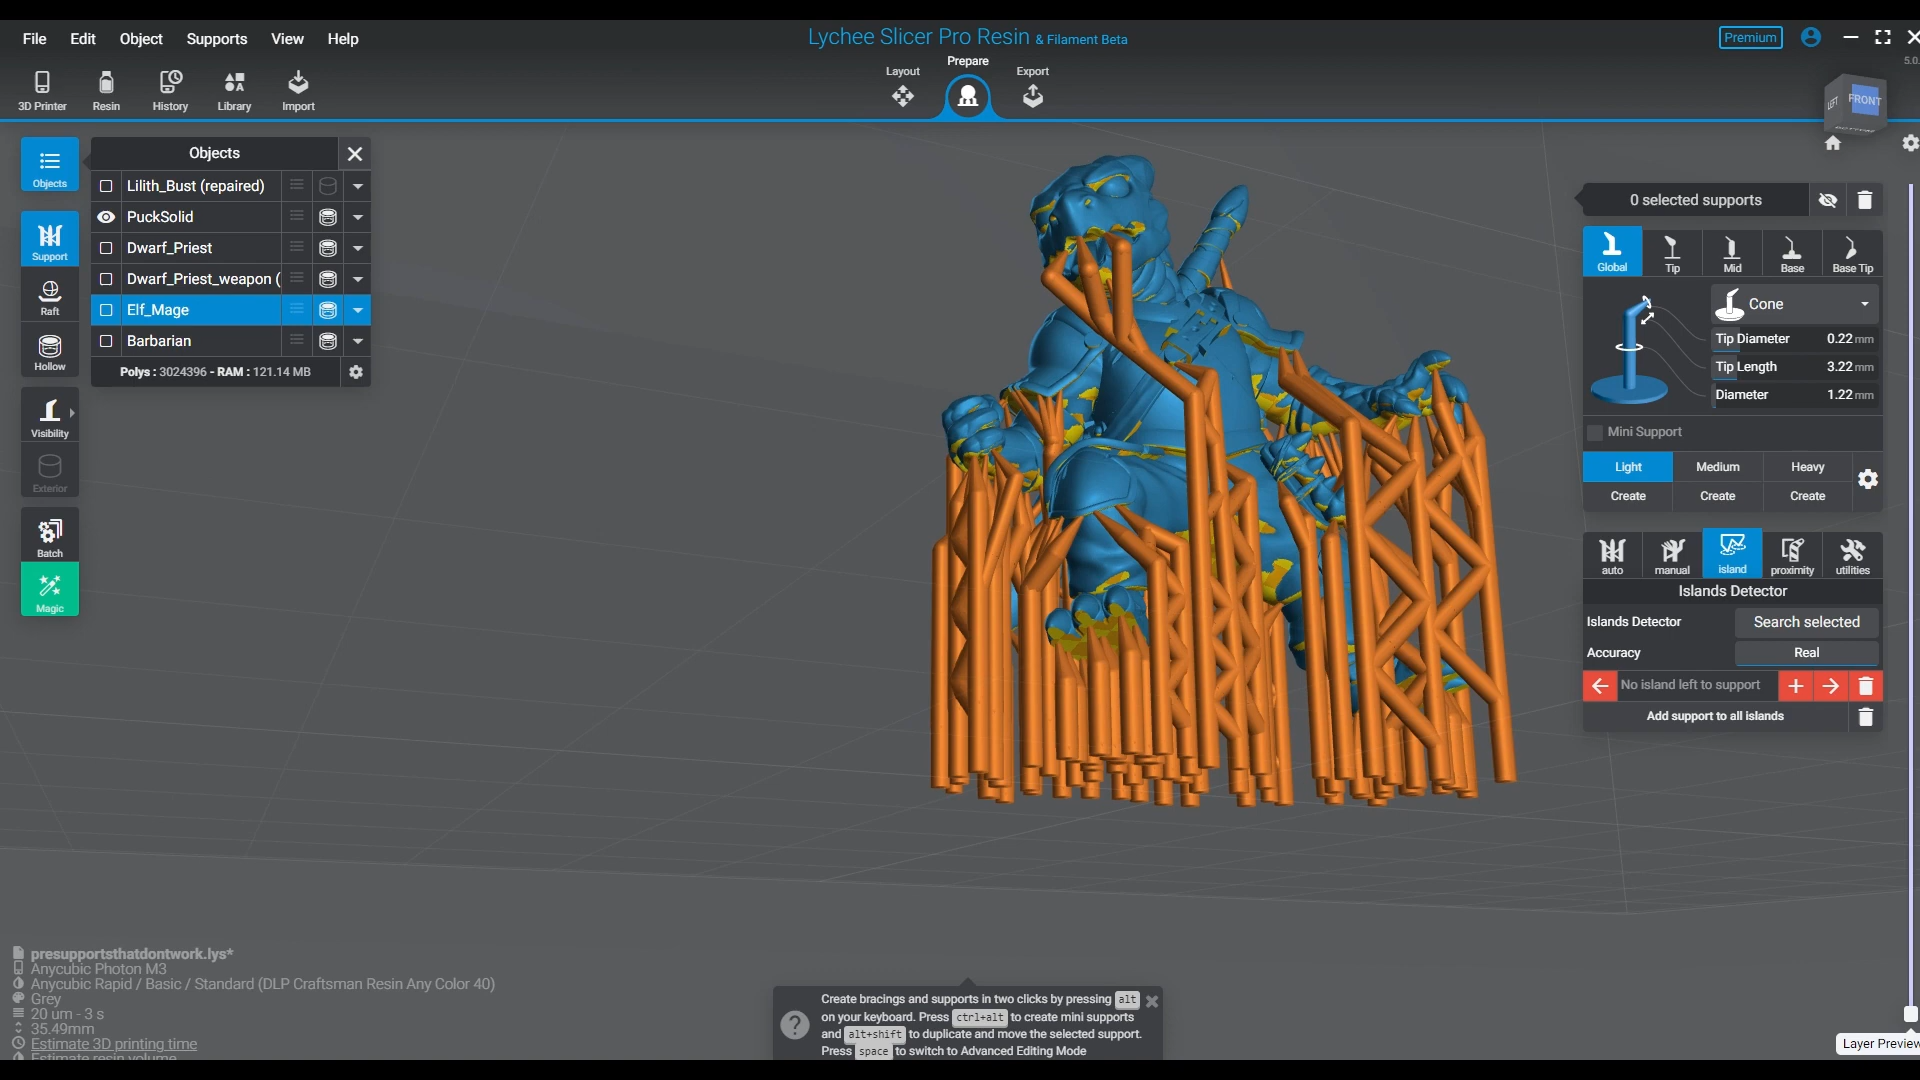 File Edit Object Supports View Help
Lychee Slicer Pro Resin & Filament Beta
Premium
5.0.
3D Printer Resin History Library Import
Layout Prepare Export
LEFT FRONT
Objects
Support
Raft
Hollow
Visibility
Exterior
Batch
Magic
Objects
Lilith_Bust (repaired)
PuckSolid
Dwarf_Priest
Dwarf_Priest_weapon (
Elf_Mage
Barbarian
Polys : 3024396 - RAM : 121.14 MB
0 selected supports
Global Tip Mid Base Base Tip
Cone
Tip Diameter 0.22 mm
Tip Length 3.22 mm
Diameter 1.22 mm
Mini Support
Light Medium Heavy
Create Create Create
auto manual island proximity utilities
Islands Detector
Islands Detector Search selected
Accuracy Real
No island left to support
Add support to all islands
presupportsthatdontwork.lys*
Anycubic Photon M3
Anycubic Rapid / Basic / Standard (DLP Craftsman Resin Any Color 40)
Grey
20 um - 3 s
35.49mm
Estimate 3D printing time
Estimate resin volume
Create bracings and supports in two clicks by pressing alt
on your keyboard. Press ctrl+alt to create mini supports
and alt+shift to duplicate and move the selected support.
Press space to switch to Advanced Editing Mode
Layer Preview